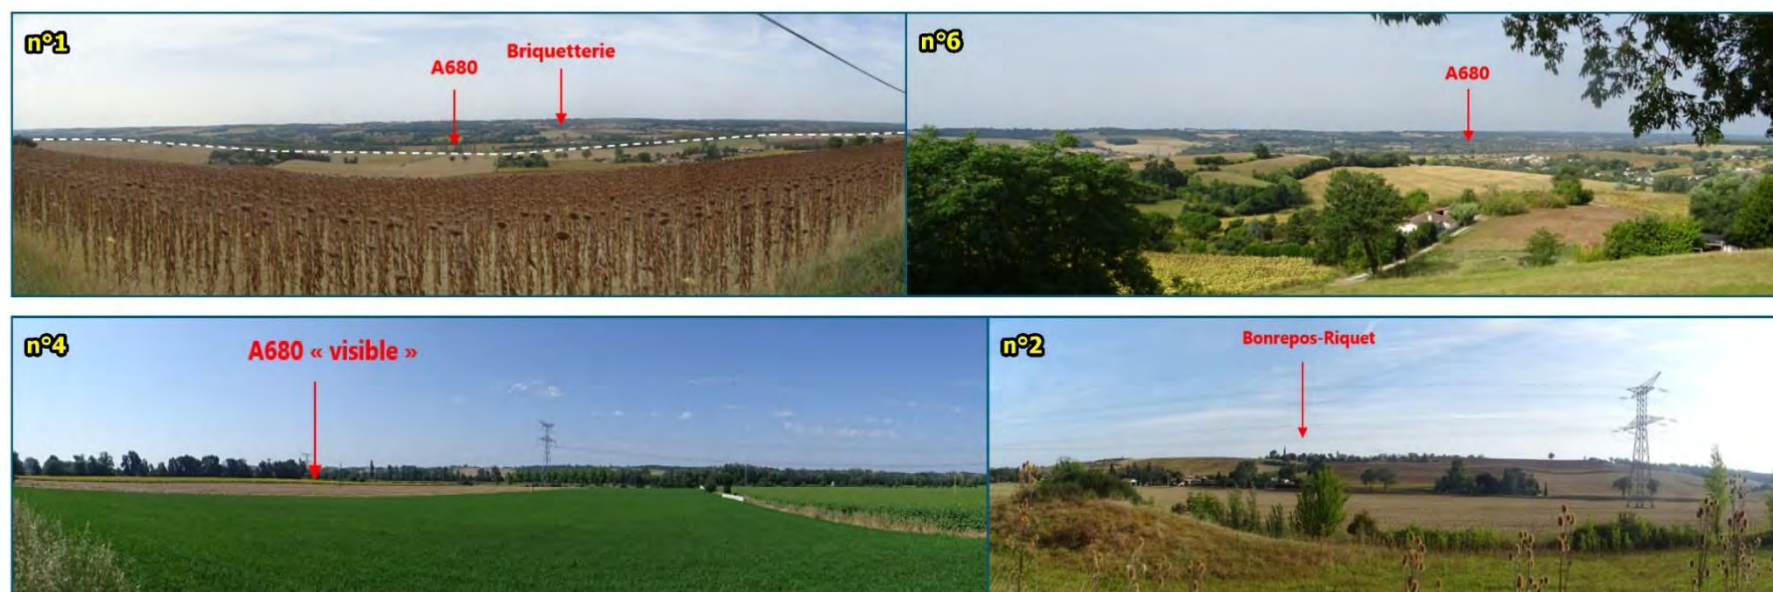 n°1
A680
Briquetterie
n°6
A680
n°4
A680 « visible »
n°2
Bonrepos-Riquet